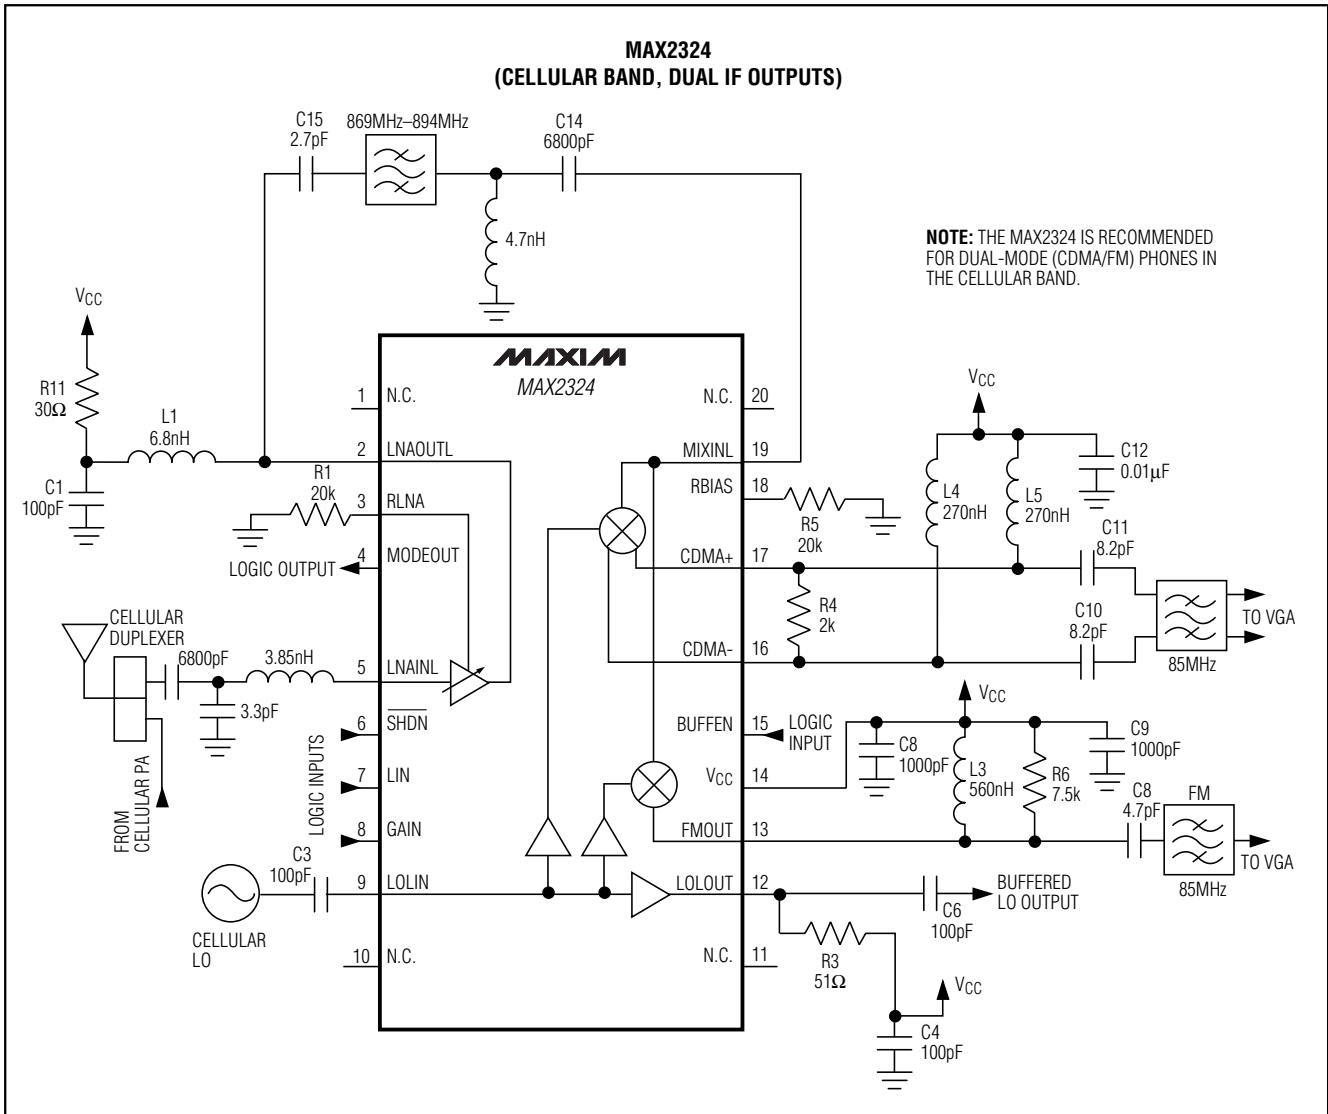 MAX2324
(CELLULAR BAND, DUAL IF OUTPUTS)
C15
2.7pF
869MHz–894MHz
C14
6800pF
4.7nH
NOTE: THE MAX2324 IS RECOMMENDED
FOR DUAL-MODE (CDMA/FM) PHONES IN
THE CELLULAR BAND.
VCC
R11
30Ω
L1
6.8nH
C1
100pF
MAXIM
MAX2324
1
N.C.
2
LNAOUTL
R1
20k
3
RLNA
4
MODEOUT
LOGIC OUTPUT
CELLULAR
DUPLEXER
6800pF
3.85nH
3.3pF
5
LNAINL
6
SHDN
7
LIN
8
GAIN
LOGIC INPUTS
FROM
CELLULAR PA
C3
100pF
9
LOLIN
CELLULAR
LO
10
N.C.
N.C.
20
MIXINL
19
RBIAS
18
R5
20k
CDMA+
17
R4
2k
CDMA-
16
VCC
L4
270nH
L5
270nH
C12
0.01µF
C11
8.2pF
C10
8.2pF
TO VGA
85MHz
BUFFEN
15
LOGIC
INPUT
VCC
14
VCC
C8
1000pF
L3
560nH
R6
7.5k
C9
1000pF
FMOUT
13
C8
4.7pF
FM
TO VGA
85MHz
LOLOUT
12
C6
100pF
BUFFERED
LO OUTPUT
R3
51Ω
N.C.
11
VCC
C4
100pF